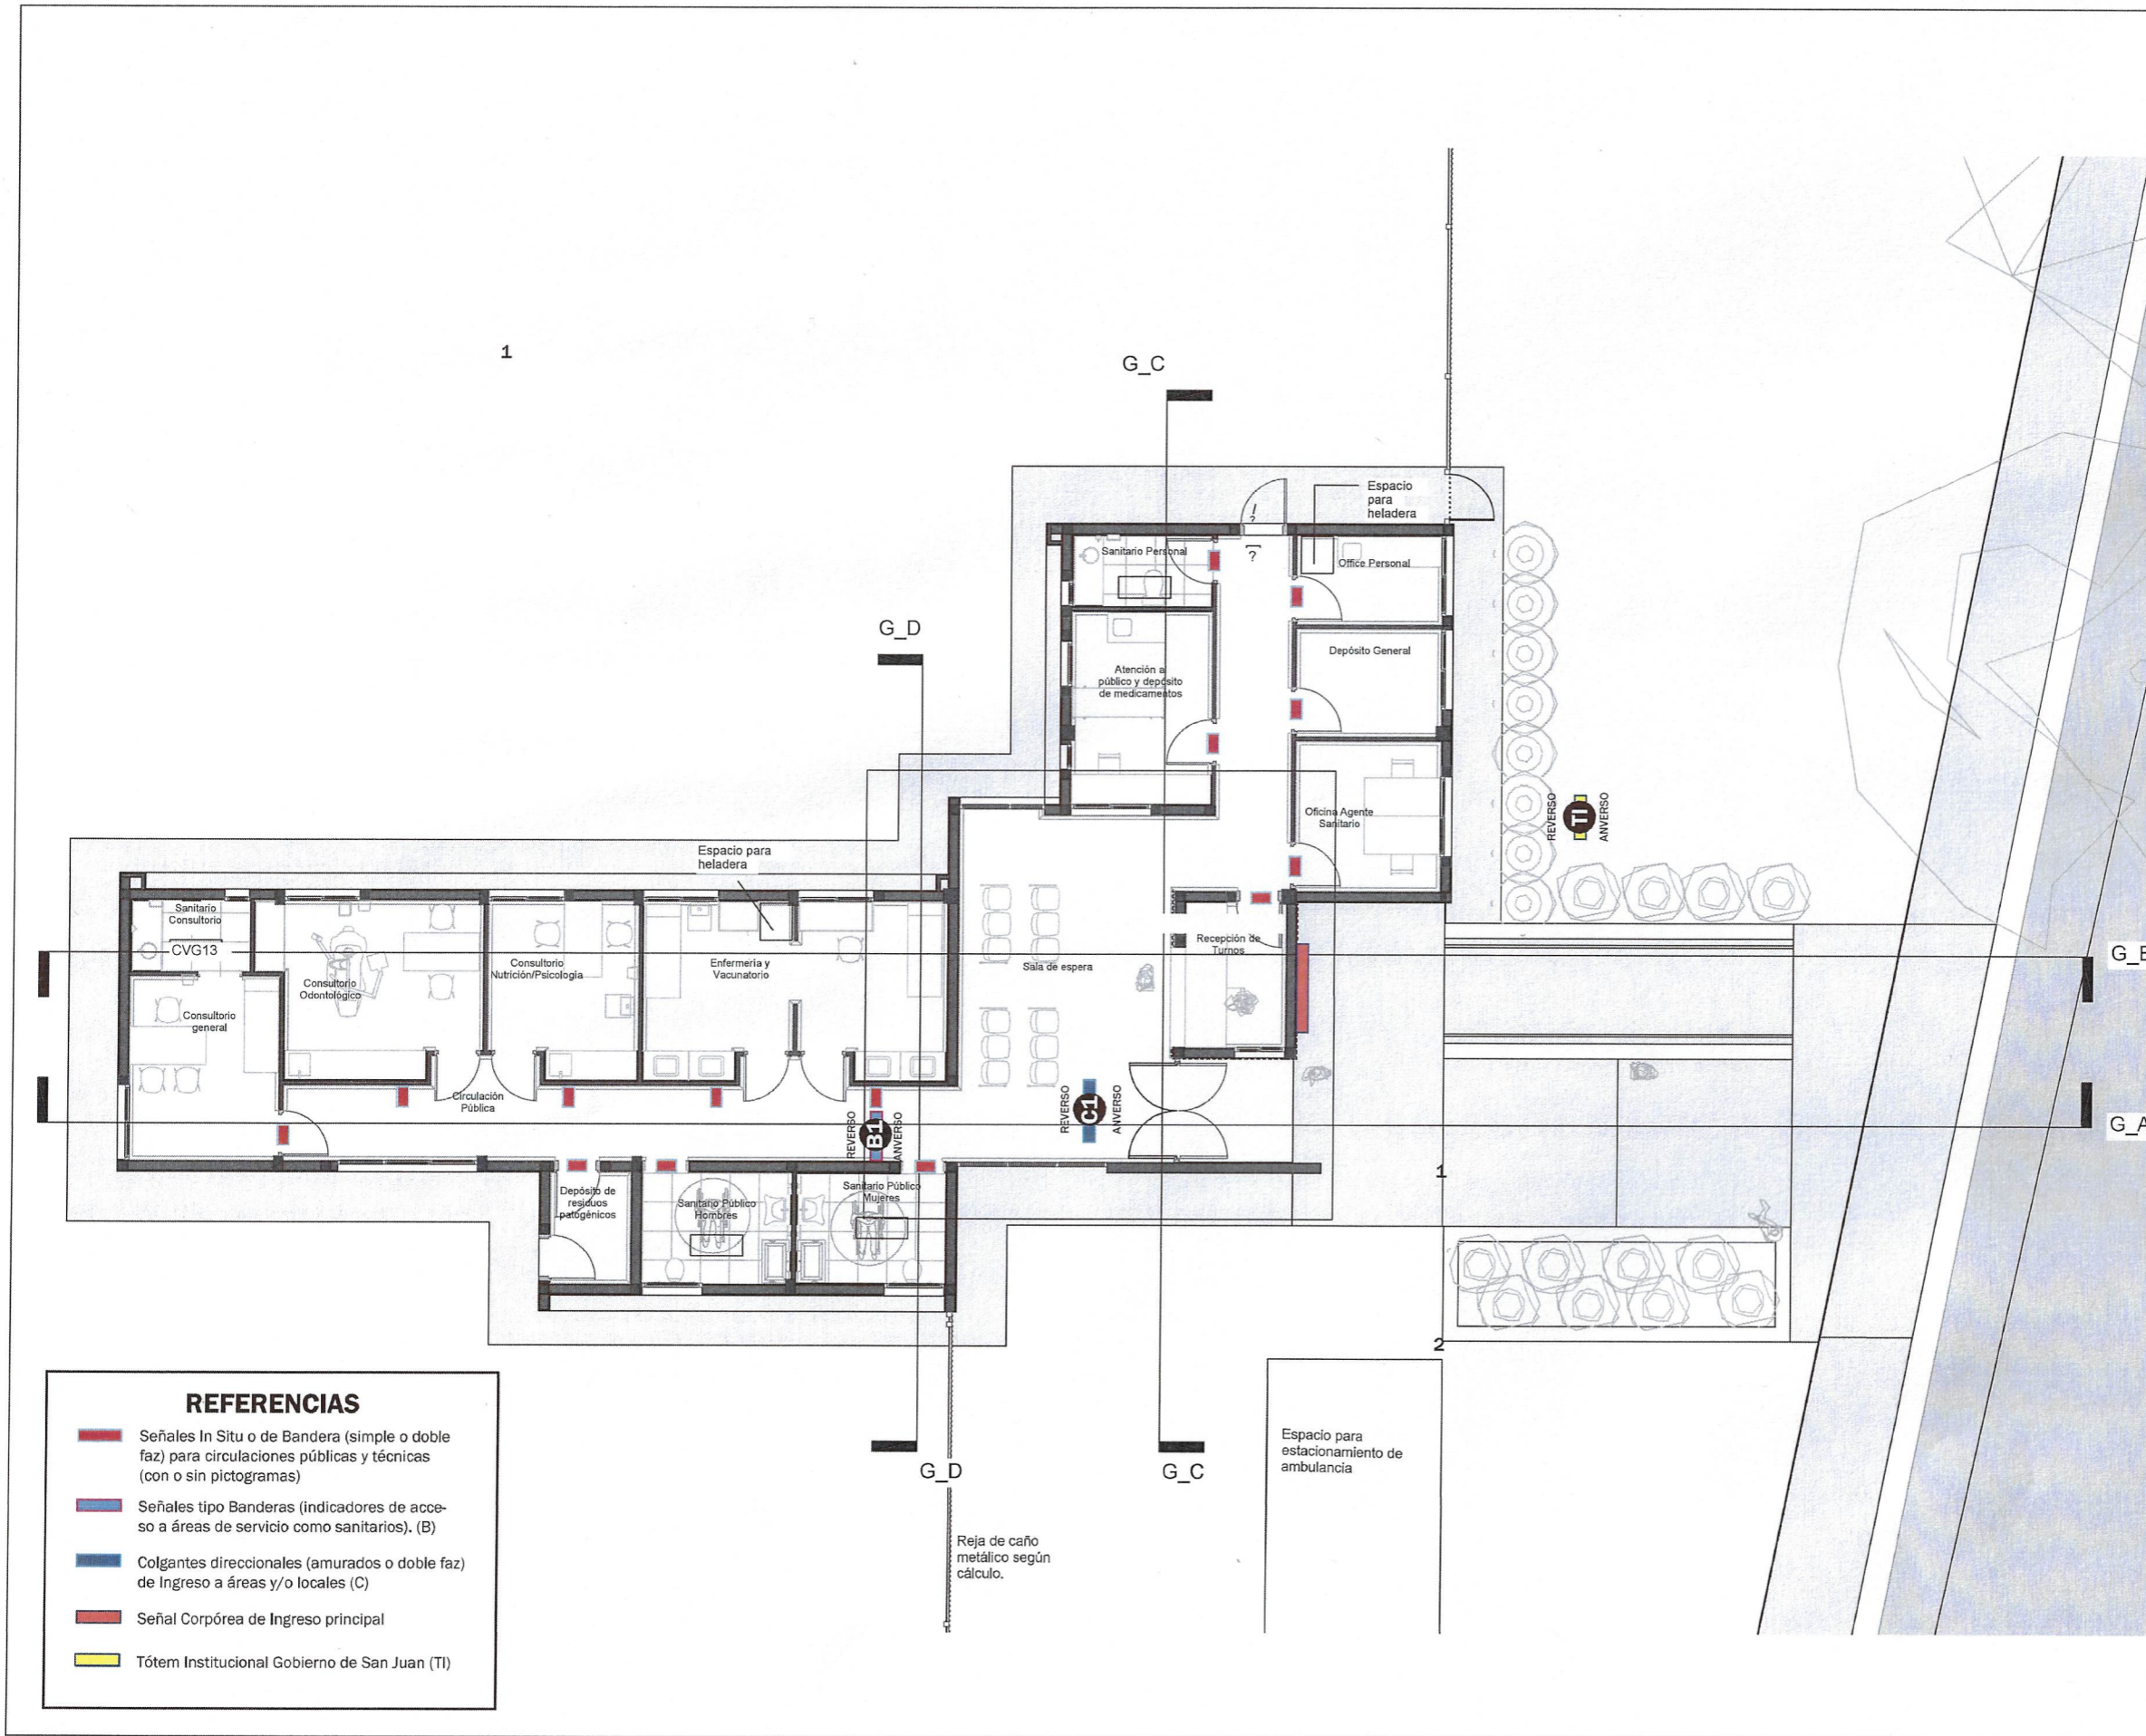 1
G_C
Espacio
para
heladera
?
?
Sanitario Personal
Office Personal
G_D
Depósito General
Atención a
público y depósito
de medicamentos
Oficina Agente
Sanitario
REVERSO
TI
ANVERSO
Espacio para
heladera
Sanitario
Consultorio
CVG13
Consultorio
Odontológico
Consultorio
Nutrición/Psicologia
Enfermeria y
Vacunatorio
Sala de espera
Recepción de
Turnos
G_B
Consultorio
general
Circulación
Pública
REVERSO
B1
ANVERSO
REVERSO
C1
ANVERSO
G_A
1
Depósito de
residuos
patogénicos
Sanitario Público
Hombres
Sanitario Público
Mujeres
2
G_D
G_C
Espacio para
estacionamiento de
ambulancia
Reja de caño
metálico según
cálculo.
REFERENCIAS
Señales In Situ o de Bandera (simple o doble
faz) para circulaciones públicas y técnicas
(con o sin pictogramas)
Señales tipo Banderas (indicadores de acce-
so a áreas de servicio como sanitarios). (B)
Colgantes direccionales (amurados o doble faz)
de Ingreso a áreas y/o locales (C)
Señal Corpórea de Ingreso principal
Tótem Institucional Gobierno de San Juan (TI)